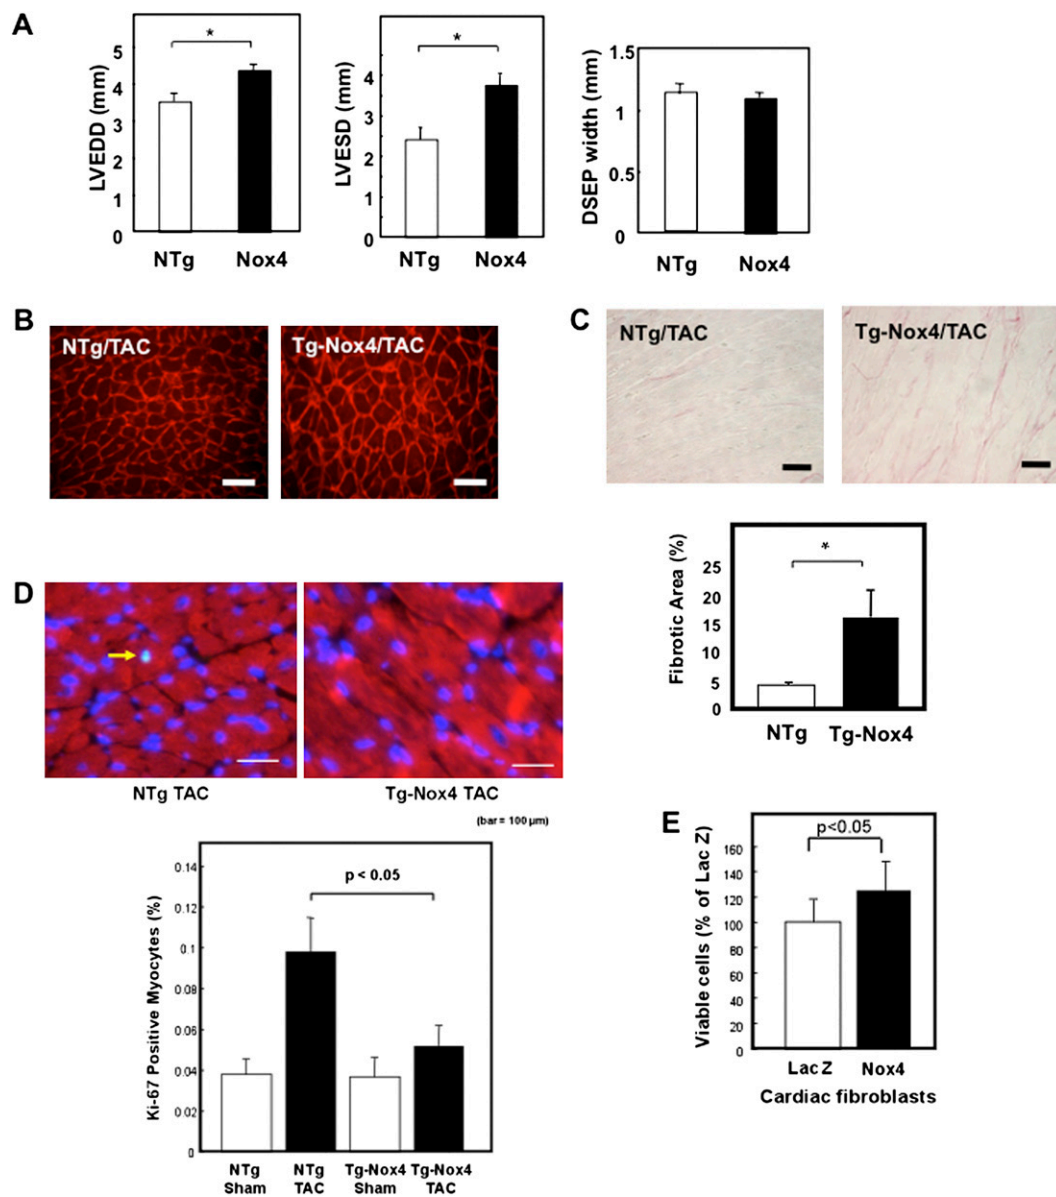 A
LVEDD (mm)
5
4
3
2
1
0
*
NTg Nox4
LVESD (mm)
4
3
2
1
0
*
NTg Nox4
DSEP width (mm)
1.5
1
0.5
0
NTg Nox4
B
NTg/TAC
Tg-Nox4/TAC
C
NTg/TAC
Tg-Nox4/TAC
Fibrotic Area (%)
25
20
15
10
5
0
*
NTg Tg-Nox4
D
NTg TAC
Tg-Nox4 TAC
(bar = 100 µm)
Ki-67 Positive Myocytes (%)
0.14
0.12
0.1
0.08
0.06
0.04
0.02
0
p < 0.05
NTg NTg Tg-Nox4 Tg-Nox4
Sham TAC Sham TAC
E
Viable cells (% of Lac Z)
160
140
120
100
80
60
40
20
0
p<0.05
Lac Z Nox4
Cardiac fibroblasts